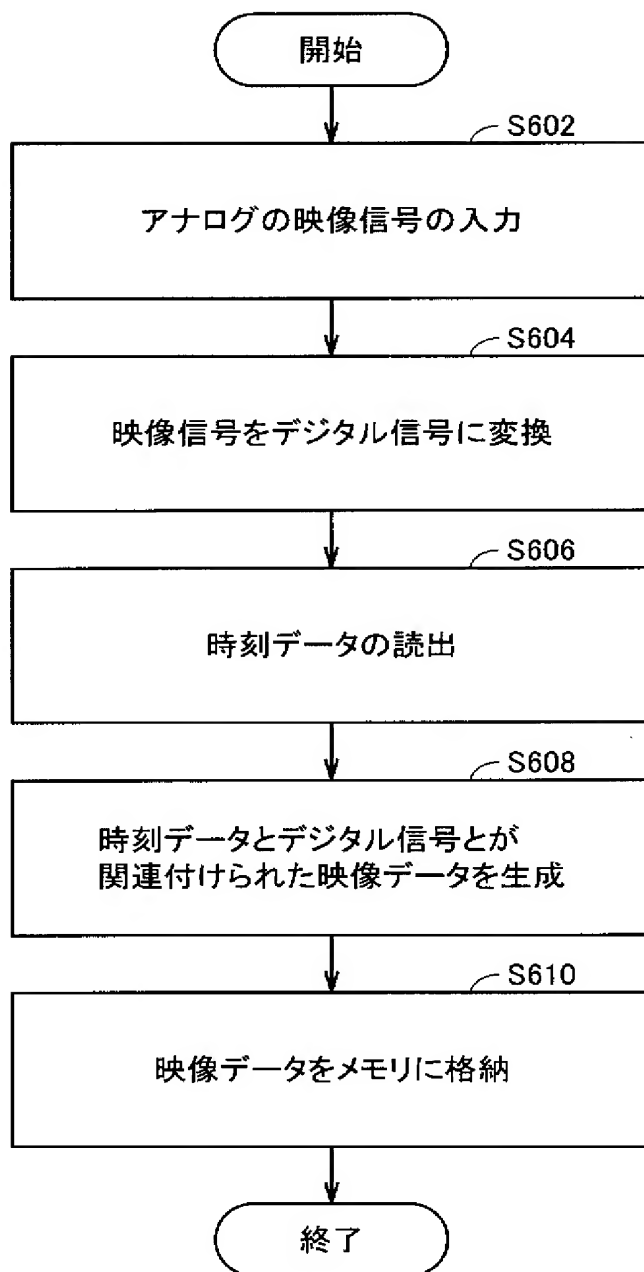 開始
S602
アナログの映像信号の入力
S604
映像信号をデジタル信号に変換
S606
時刻データの読出
S608
時刻データとデジタル信号とが
関連付けられた映像データを生成
S610
映像データをメモリに格納
終了